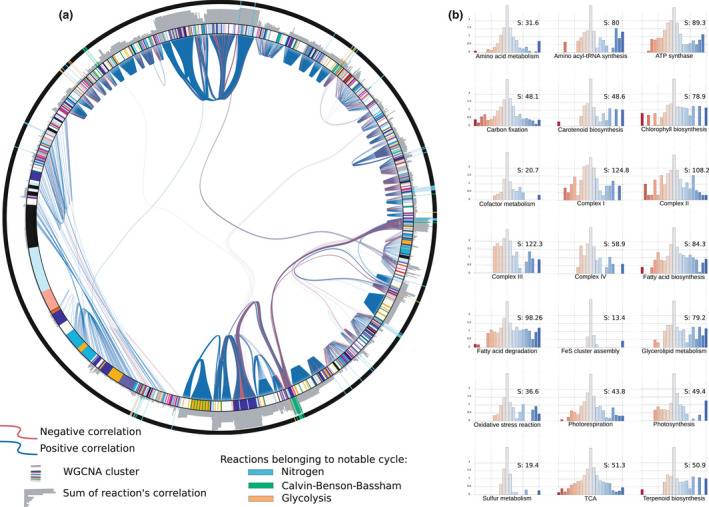 (a)
(b)
S: 31.6
S: 80
S: 89.3
Amino acid metabolism
Amino acyl-tRNA synthesis
ATP synthase
S: 48.1
S: 48.6
S: 78.9
Carbon fixation
Carotenoid biosynthesis
Chlorophyll biosynthesis
S: 20.7
S: 124.8
S: 108.2
Cofactor metabolism
Complex I
Complex II
S: 122.3
S: 58.9
S: 84.3
Complex III
Complex IV
Fatty acid biosynthesis
S: 98.26
S: 13.4
S: 79.2
Fatty acid degradation
FeS cluster assembly
Glycerolipid metabolism
S: 36.6
S: 43.8
S: 49.4
Oxidative stress reaction
Photorespiration
Photosynthesis
S: 19.4
S: 51.3
S: 50.9
Sulfur metabolism
TCA
Terpenoid biosynthesis
Negative correlation
Positive correlation
WGCNA cluster
Sum of reaction's correlation
Reactions belonging to notable cycle:
Nitrogen
Calvin-Benson-Bassham
Glycolysis